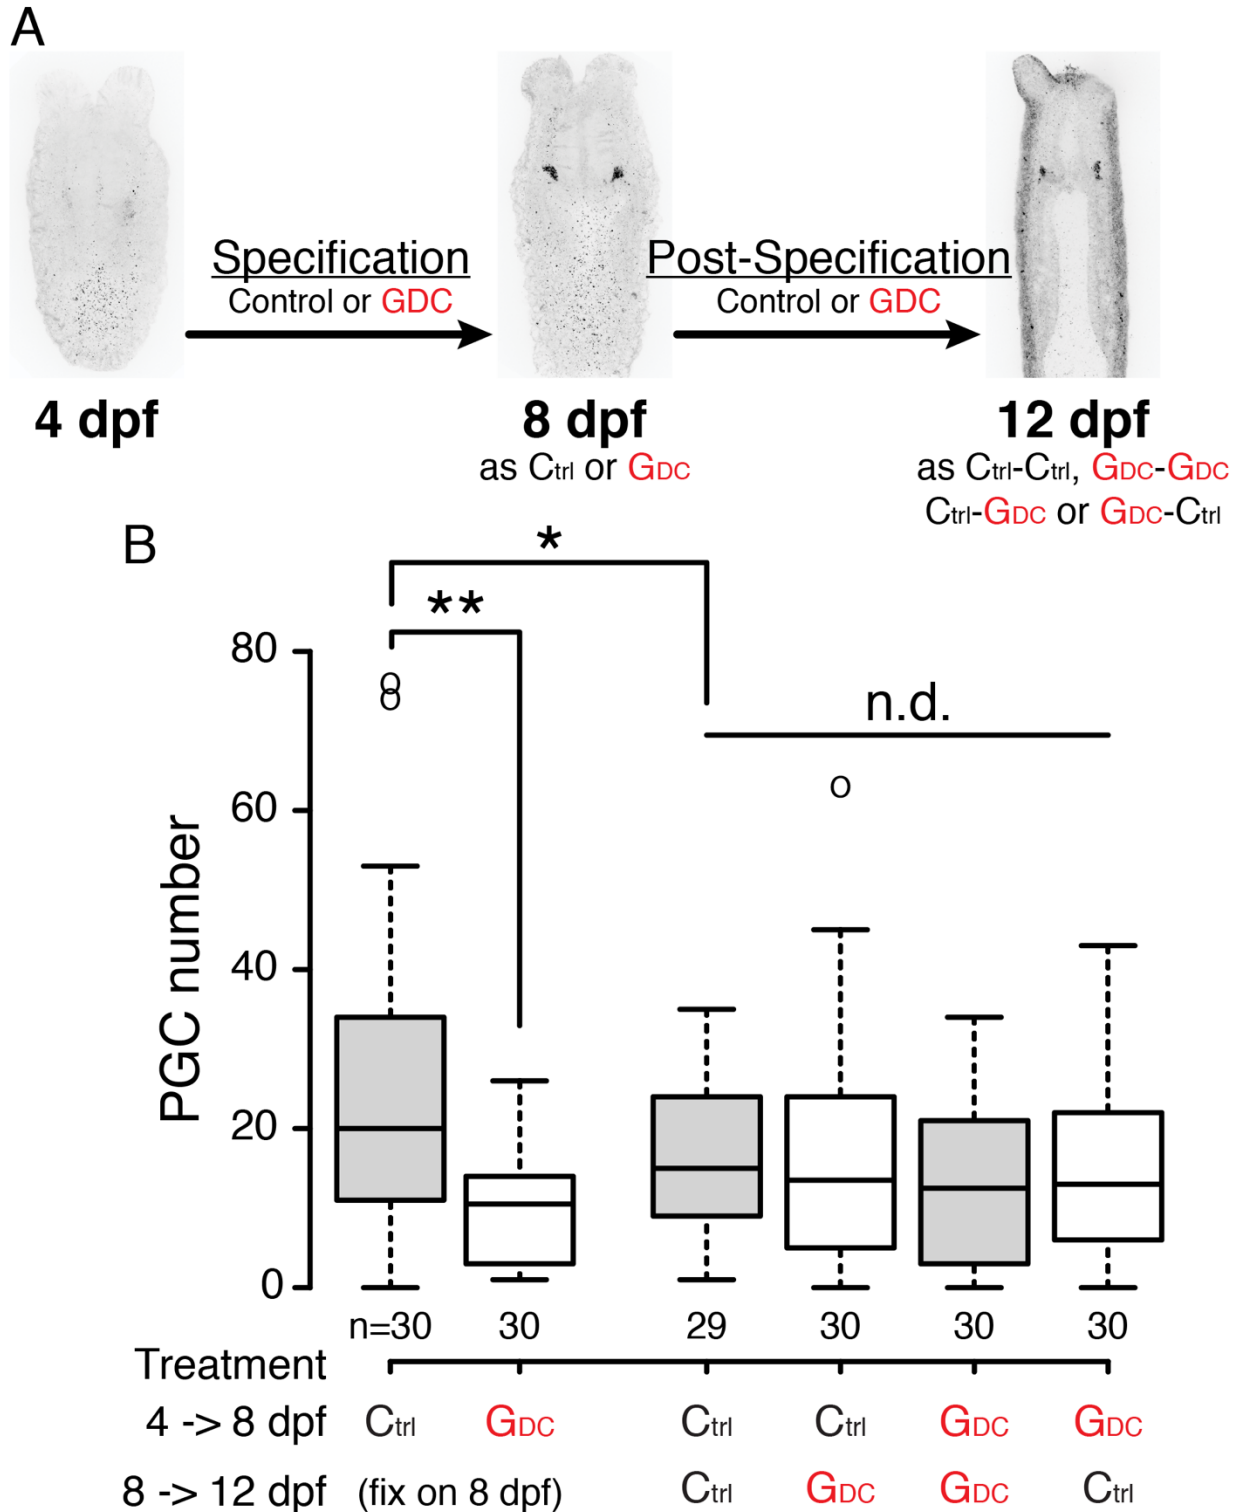 A
Specification
Control or GDC
Post-Specification
Control or GDC
4 dpf
8 dpf
as Ctrl or GDC
12 dpf
as Ctrl-Ctrl, GDC-GDC
Ctrl-GDC or GDC-Ctrl
B
*
**
n.d.
PGC number
80
60
40
20
0
n=30 30 29 30 30 30
Treatment
4 -> 8 dpf Ctrl GDC Ctrl Ctrl GDC GDC
8 -> 12 dpf (fix on 8 dpf) Ctrl GDC GDC Ctrl